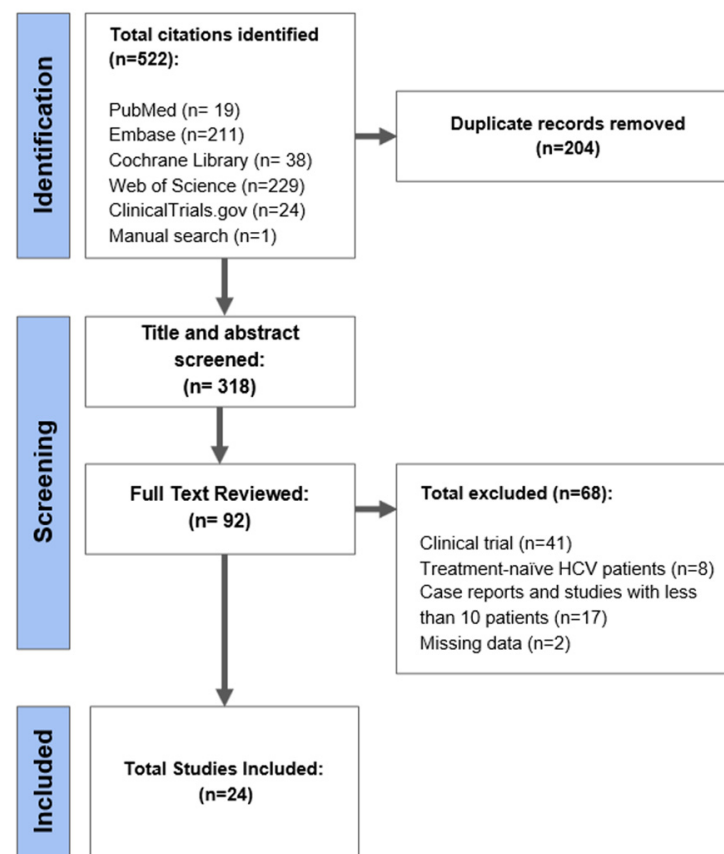 Identification
Total citations identified
(n=522):
PubMed (n= 19)
Embase (n=211)
Cochrane Library (n= 38)
Web of Science (n=229)
ClinicalTrials.gov (n=24)
Manual search (n=1)
Duplicate records removed
(n=204)
Screening
Title and abstract
screened:
(n= 318)
Full Text Reviewed:
(n= 92)
Total excluded (n=68):
Clinical trial (n=41)
Treatment-naïve HCV patients (n=8)
Case reports and studies with less
than 10 patients (n=17)
Missing data (n=2)
Included
Total Studies Included:
(n=24)